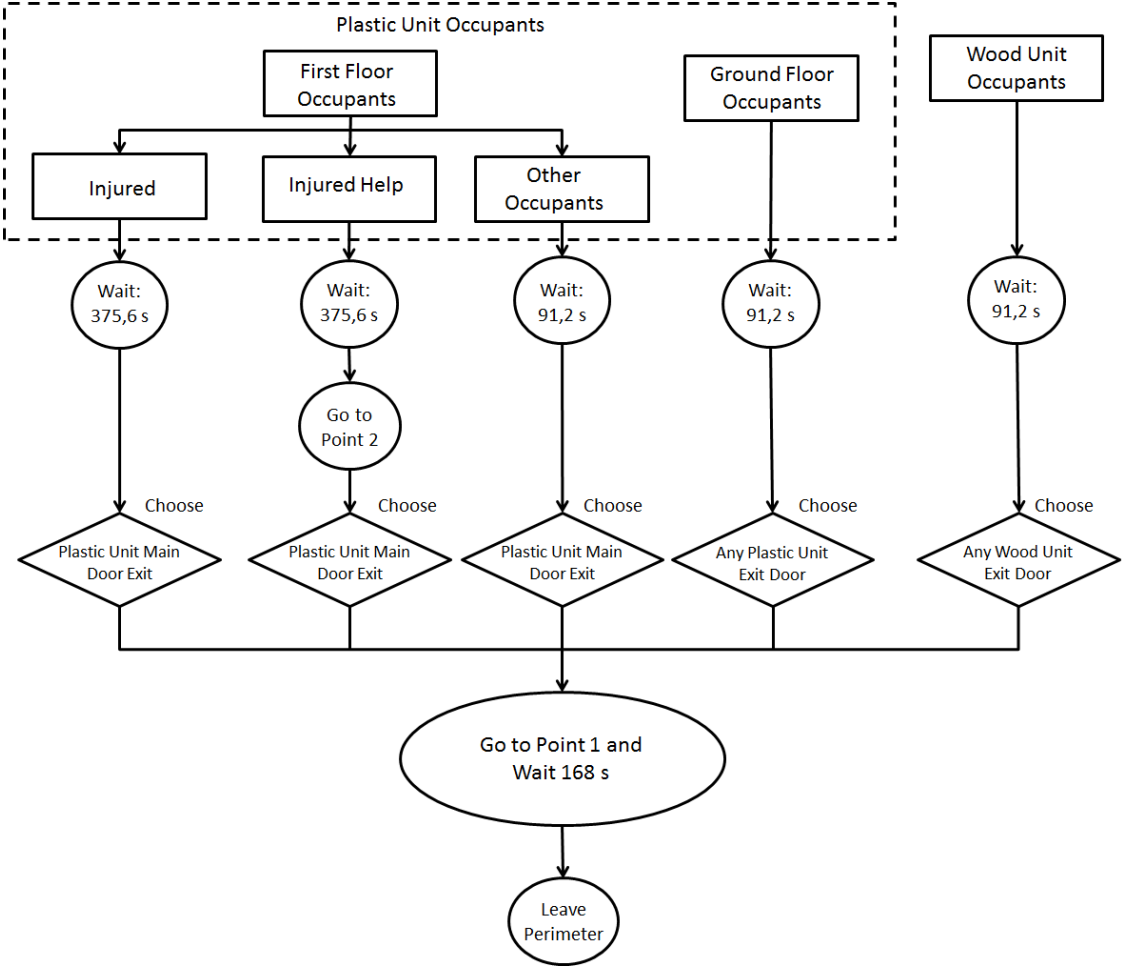 Plastic Unit Occupants
First Floor
Occupants
Ground Floor
Occupants
Wood Unit
Occupants
Injured
Injured Help
Other
Occupants
Wait:
375,6 s
Wait:
375,6 s
Wait:
91,2 s
Wait:
91,2 s
Wait:
91,2 s
Go to
Point 2
Choose
Choose
Choose
Choose
Choose
Plastic Unit Main
Door Exit
Plastic Unit Main
Door Exit
Plastic Unit Main
Door Exit
Any Plastic Unit
Exit Door
Any Wood Unit
Exit Door
Go to Point 1 and
Wait 168 s
Leave
Perimeter